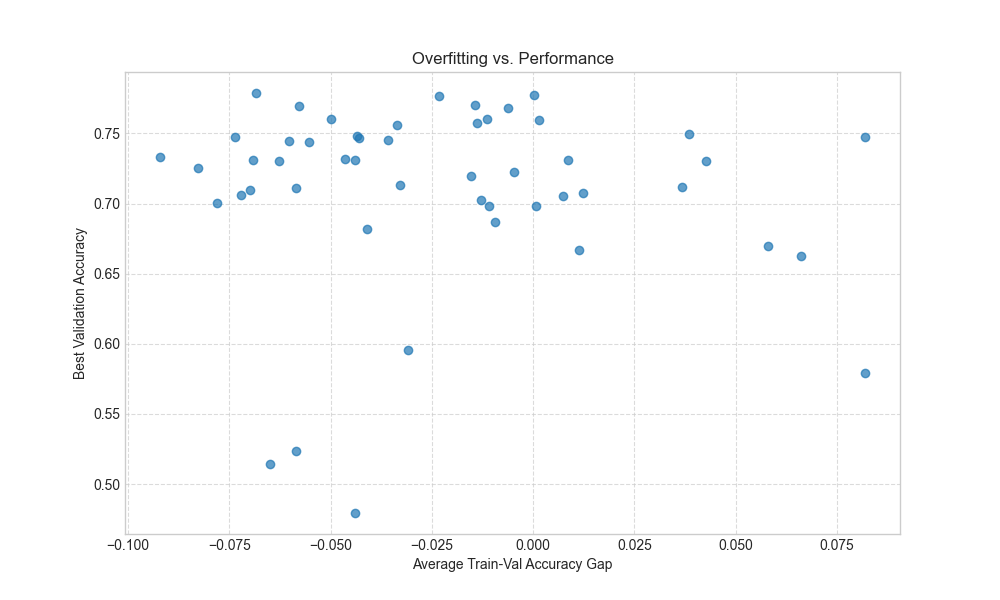 Overfitting vs. Performance
Best Validation Accuracy
0.75
0.70
0.65
0.60
0.55
0.50
−0.100 −0.075 −0.050 −0.025 0.000 0.025 0.050 0.075
Average Train-Val Accuracy Gap